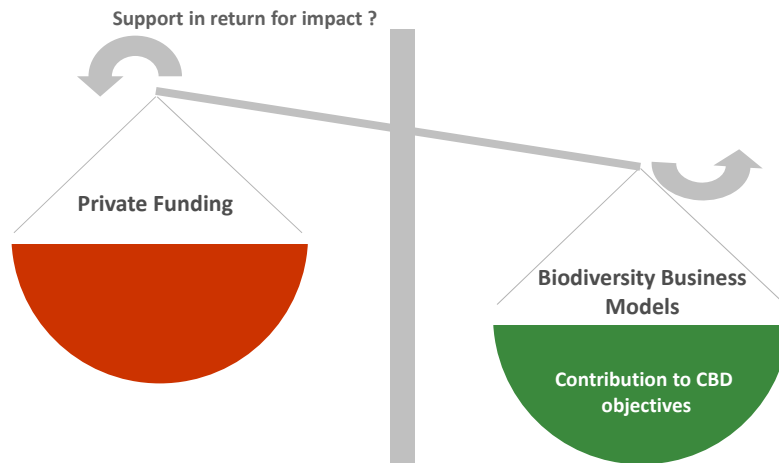 Support in return for impact ?
Private Funding
Biodiversity Business
Models
Contribution to CBD
objectives